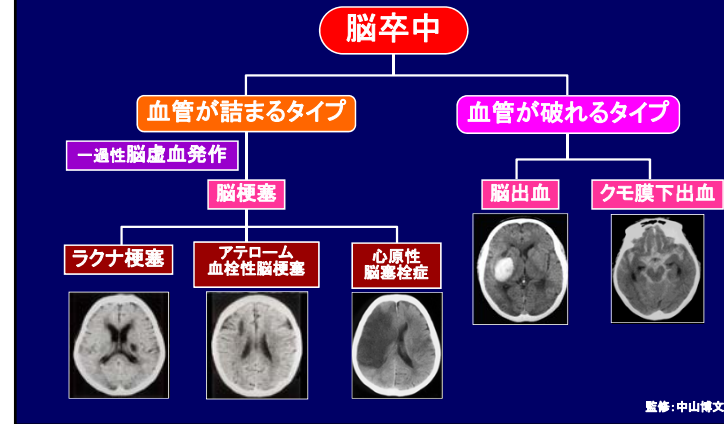 脳卒中
血管が詰まるタイプ
血管が破れるタイプ
一過性脳虚血発作
脳梗塞
脳出血
クモ膜下出血
ラクナ梗塞
アテローム
血栓性脳梗塞
心原性
脳塞栓症
監修:中山博文